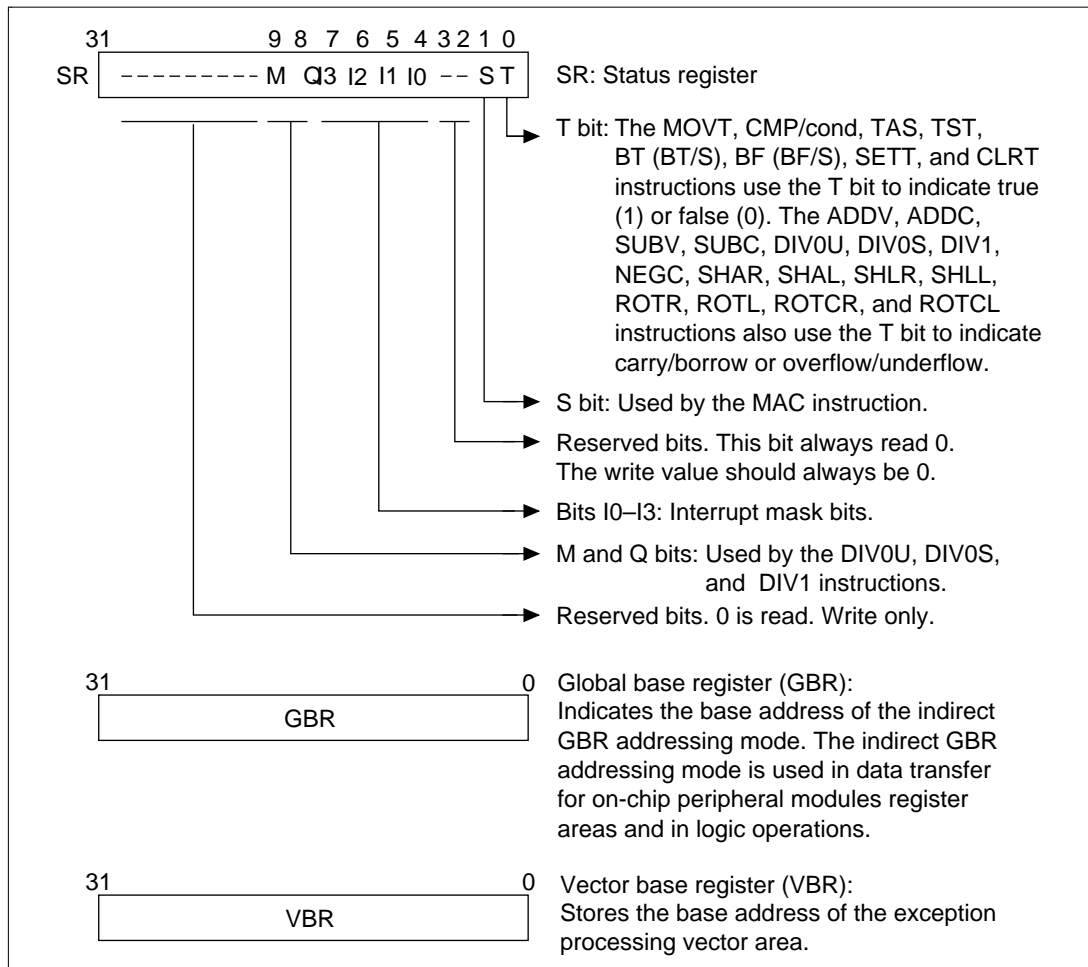 31 9 8 7 6 5 4 3 2 1 0
SR ---------- M Q I3 I2 I1 I0 -- S T
SR: Status register
T bit: The MOVT, CMP/cond, TAS, TST,
BT (BT/S), BF (BF/S), SETT, and CLRT
instructions use the T bit to indicate true
(1) or false (0). The ADDV, ADDC,
SUBV, SUBC, DIV0U, DIV0S, DIV1,
NEGC, SHAR, SHAL, SHLR, SHLL,
ROTR, ROTL, ROTCR, and ROTCL
instructions also use the T bit to indicate
carry/borrow or overflow/underflow.
S bit: Used by the MAC instruction.
Reserved bits. This bit always read 0.
The write value should always be 0.
Bits I0–I3: Interrupt mask bits.
M and Q bits: Used by the DIV0U, DIV0S,
and DIV1 instructions.
Reserved bits. 0 is read. Write only.
31 0
GBR
Global base register (GBR):
Indicates the base address of the indirect
GBR addressing mode. The indirect GBR
addressing mode is used in data transfer
for on-chip peripheral modules register
areas and in logic operations.
31 0
VBR
Vector base register (VBR):
Stores the base address of the exception
processing vector area.